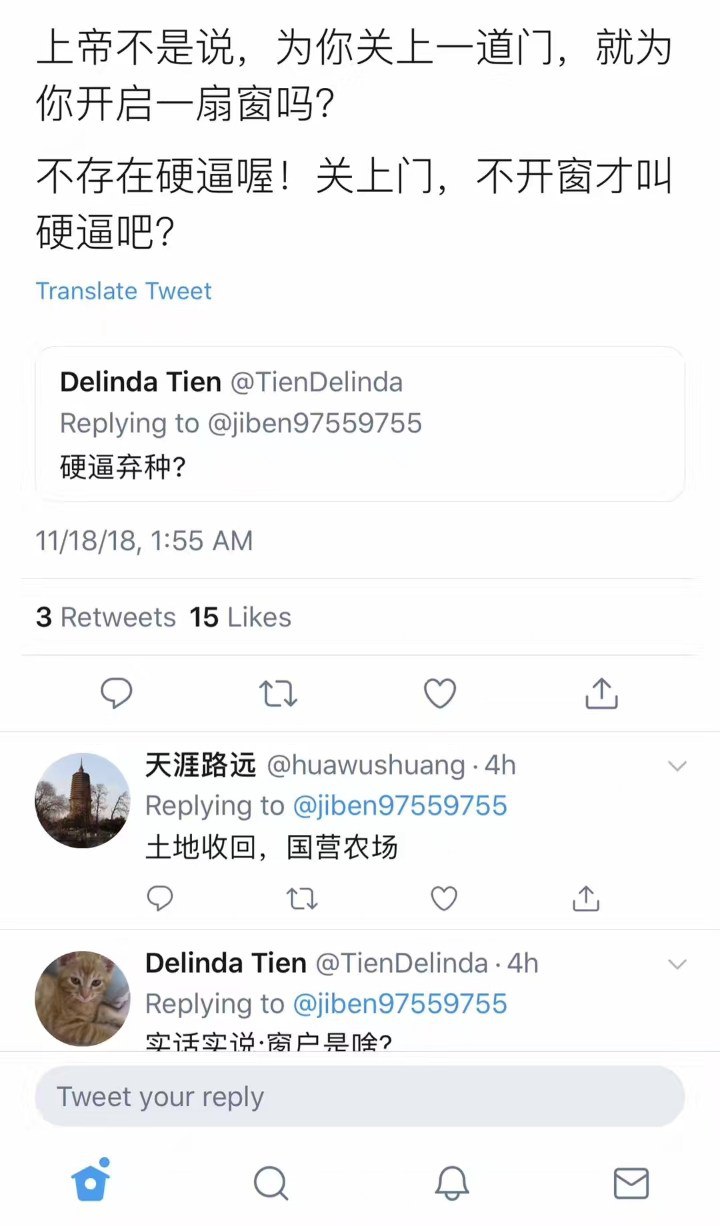 上帝不是说，为你关上一道门，就为
你开启一扇窗吗？
不存在硬逼喔！关上门，不开窗才叫
硬逼吧？
Translate Tweet
Delinda Tien @TienDelinda
Replying to @jiben97559755
硬逼弃种？
11/18/18, 1:55 AM
3 Retweets 15 Likes
天涯路远 @huawushuang · 4h
Replying to @jiben97559755
土地收回，国营农场
Delinda Tien @TienDelinda · 4h
Replying to @jiben97559755
实话实说:窗户是啥?
Tweet your reply